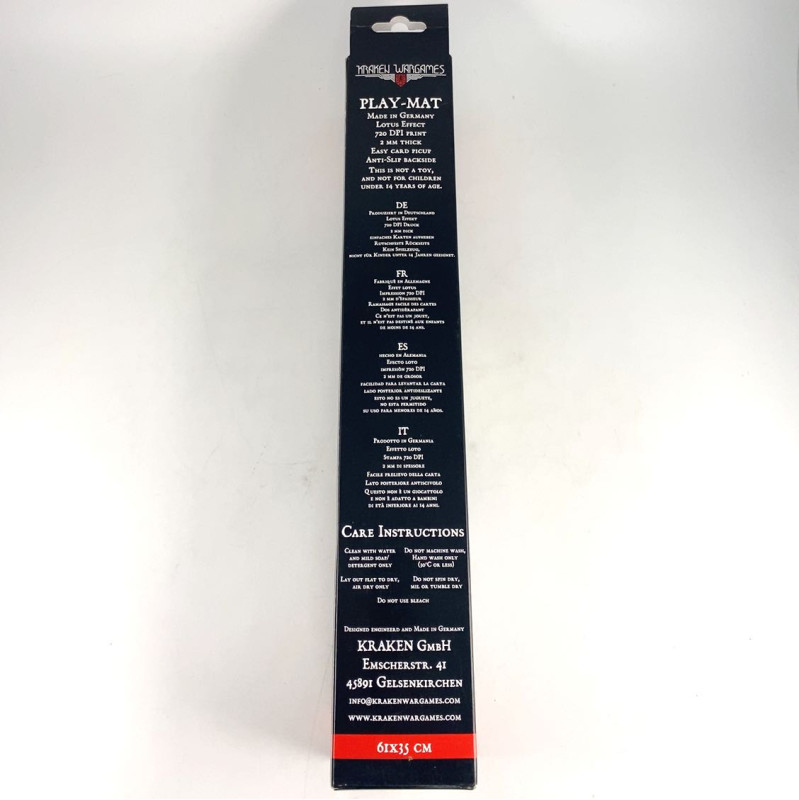 KRAKEN WARGAMES
PLAY-MAT
MADE IN GERMANY
LOTUS EFFECT
720 DPI PRINT
2 MM THICK
EASY CARD PICUP
ANTI-SLIP BACKSIDE
THIS IS NOT A TOY,
AND NOT FOR CHILDREN
UNDER 14 YEARS OF AGE.
DE
PRODUZIERT IN DEUTSCHLAND
LOTUS EFFEKT
720 DPI DRUCK
2 MM DICK
EINFACHES KARTEN AUFHEBEN
RUTSCHFESTE RÜCKSEITE
KEIN SPIELZEUG,
NICHT FÜR KINDER UNTER 14 JAHREN GEEIGNET.
FR
FABRIQUÉ EN ALLEMAGNE
EFFET LOTUS
IMPRESSION 720 DPI
2 MM D'ÉPAISSEUR
RAMASSAGE FACILE DES CARTES
DOS ANTIDÉRAPANT
CE N'EST PAS UN JOUET,
ET IL N'EST PAS DESTINÉ AUX ENFANTS
DE MOINS DE 14 ANS.
ES
HECHO EN ALEMANIA
EFECTO LOTO
IMPRESIÓN 720 DPI
2 MM DE GROSOR
FACILIDAD PARA LEVANTAR LA CARTA
LADO POSTERIOR ANTIDESLIZANTE
ESTO NO ES UN JUGUETE,
NO ESTA PERMITIDO
SU USO PARA MENORES DE 14 AÑOS.
IT
PRODOTTO IN GERMANIA
EFFETTO LOTO
STAMPA 720 DPI
2 MM DI SPESSORE
FACILE PRELIEVO DELLA CARTA
LATO POSTERIORE ANTISCIVOLO
QUESTO NON È UN GIOCATTOLO
E NON È ADATTO A BAMBINI
DI ETÀ INFERIORE AI 14 ANNI.
CARE INSTRUCTIONS
CLEAN WITH WATER
AND MILD SOAP/
DETERGENT ONLY
DO NOT MACHINE WASH,
HAND WASH ONLY
(30°C OR LESS)
LAY OUT FLAT TO DRY,
AIR DRY ONLY
DO NOT SPIN DRY,
MIL OR TUMBLE DRY
DO NOT USE BLEACH
DESIGNED ENGINEERD AND MADE IN GERMANY
KRAKEN GMBH
EMSCHERSTR. 41
45891 GELSENKIRCHEN
INFO@KRAKENWARGAMES.COM
WWW.KRAKENWARGAMES.COM
61X35 CM